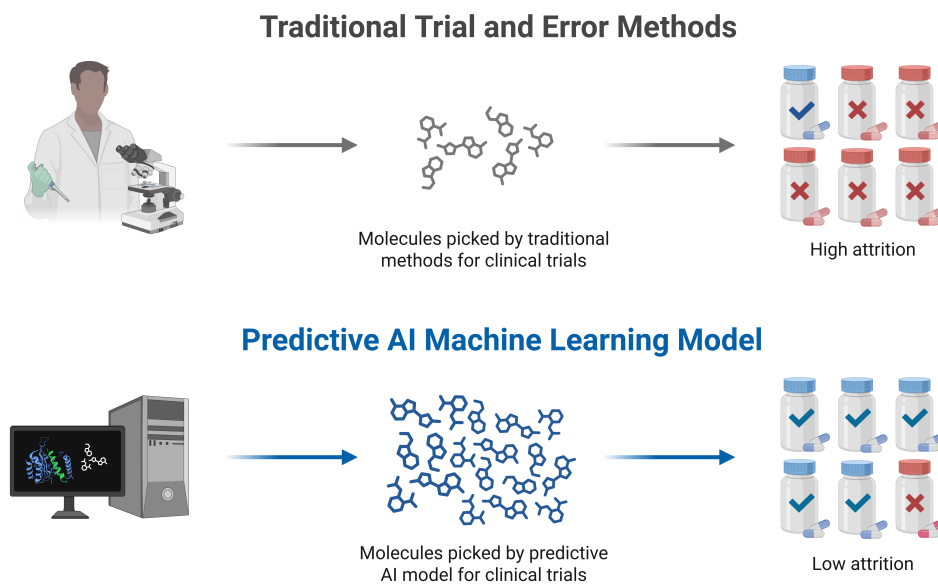 Traditional Trial and Error Methods
Molecules picked by traditional
methods for clinical trials
High attrition
Predictive AI Machine Learning Model
Molecules picked by predictive
AI model for clinical trials
Low attrition